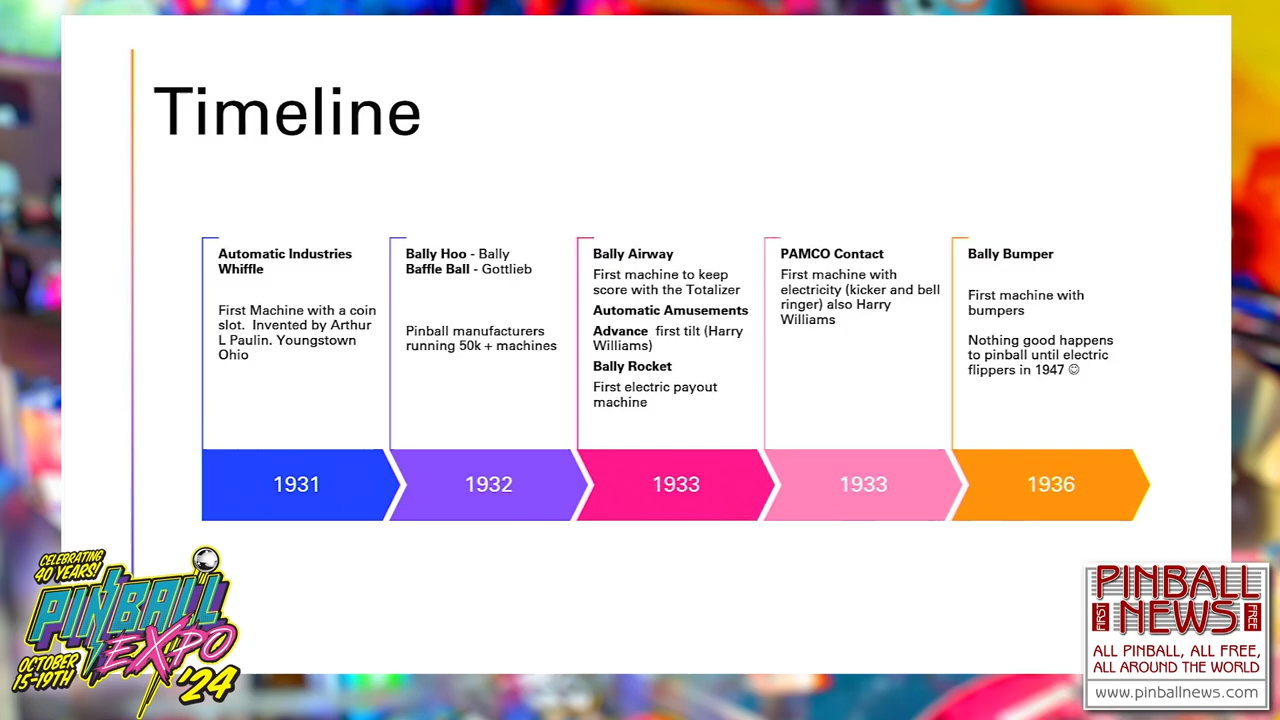 Timeline
Automatic Industries
Whiffle
First Machine with a coin
slot. Invented by Arthur
L Paulin. Youngstown
Ohio
Bally Hoo - Bally
Baffle Ball - Gottlieb
Pinball manufacturers
running 50k + machines
Bally Airway
First machine to keep
score with the Totalizer
Automatic Amusements
Advance first tilt (Harry
Williams)
Bally Rocket
First electric payout
machine
PAMCO Contact
First machine with
electricity (kicker and bell
ringer) also Harry
Williams
Bally Bumper
First machine with
bumpers
Nothing good happens
to pinball until electric
flippers in 1947 ☺
1931
1932
1933
1933
1936
CELEBRATING
40 YEARS!
PINBALL
EXPO
OCTOBER
15-19TH
'24
PINBALL
FIRST NEWS FREE
ALL PINBALL, ALL FREE,
ALL AROUND THE WORLD
www.pinballnews.com